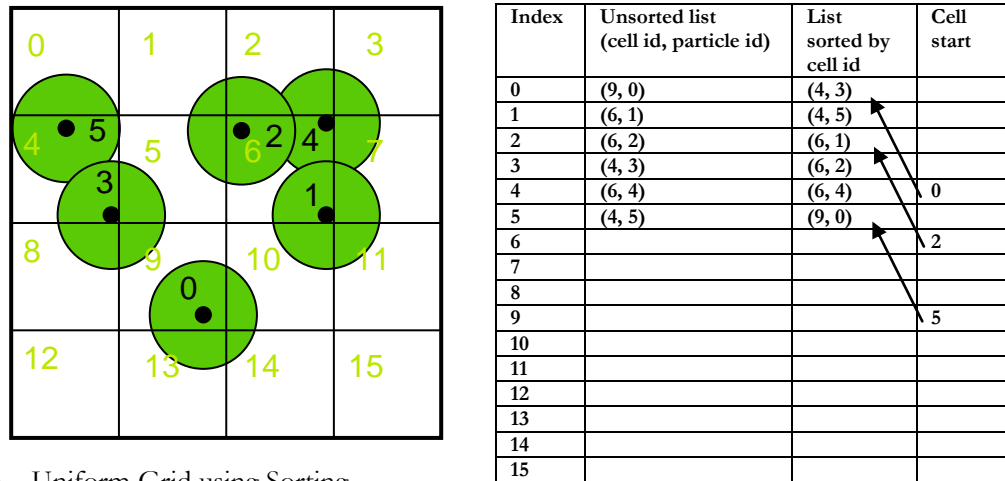 0 1 2 3
4 5 5 6 2 4 7
3 1
8 9 10 11
0
12 13 14 15
Uniform Grid using Sorting
Index Unsorted list (cell id, particle id) List sorted by cell id Cell start
0 (9, 0) (4, 3)
1 (6, 1) (4, 5)
2 (6, 2) (6, 1)
3 (4, 3) (6, 2)
4 (6, 4) (6, 4) 0
5 (4, 5) (9, 0)
6 2
7
8
9 5
10
11
12
13
14
15